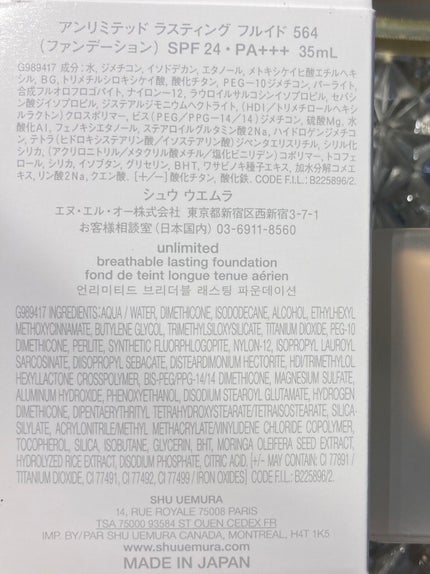 アンリミテッド ラスティング フルイド 564
（ファンデーション）SPF 24・PA+++ 35mL
G989417 成分：水, ジメチコン, イソドデカン, エタノール, メトキシケイヒ酸エチルヘキ
シル, BG, トリメチルシロキシケイ酸, 酸化チタン, PEG-10ジメチコン, パーライト,
合成フルオロフロゴパイト, ナイロン-12, ラウロイルサルコシンイソプロピル, セバシ
ン酸ジイソプロピル, ジステアルジモニウムヘクトライト, (HDI/トリメチロールヘキシ
ルラクトン) クロスポリマー, ビス(PEG/PPG-14/14)ジメチコン, 硫酸Mg, 水
酸化Al, フェノキシエタノール, ステアロイルグルタミン酸2Na, ハイドロゲンジメチコ
ン, テトラ(ヒドロキシステアリン酸/イソステアリン酸)ジペンタエリスリチル, シリル化
シリカ, (アクリロニトリル/メタクリル酸メチル/塩化ビニリデン)コポリマー, トコフェ
ロール, シリカ, イソブタン, グリセリン, BHT, ワサビノキ種子エキス, 加水分解コメエ
キス, リン酸2Na, クエン酸, [+/−] 酸化チタン, 酸化鉄. CODE F.I.L.: B225896/2.
シュウ ウエムラ
エヌ・エル・オー株式会社 東京都新宿区西新宿3-7-1
お客様相談室（日本国内）03-6911-8560
unlimited
breathable lasting foundation
fond de teint longue tenue aérien
언리미티드 브리더블 래스팅 파운데이션
G989417 INGREDIENTS:AQUA / WATER, DIMETHICONE, ISODODECANE, ALCOHOL, ETHYLHEXYL
METHOXYCINNAMATE, BUTYLENE GLYCOL, TRIMETHYLSILOXYSILICATE, TITANIUM DIOXIDE, PEG-10
DIMETHICONE, PERLITE, SYNTHETIC FLUORPHLOGOPITE, NYLON-12, ISOPROPYL LAUROYL
SARCOSINATE, DIISOPROPYL SEBACATE, DISTEARDIMONIUM HECTORITE, HDI/TRIMETHYLOL
HEXYLLACTONE CROSSPOLYMER, BIS-PEG/PPG-14/14 DIMETHICONE, MAGNESIUM SULFATE,
ALUMINUM HYDROXIDE, PHENOXYETHANOL, DISODIUM STEAROYL GLUTAMATE, HYDROGEN
DIMETHICONE, DIPENTAERYTHRITYL TETRAHYDROXYSTEARATE/TETRAISOSTEARATE, SILICA
SILYLATE, ACRYLONITRILE/METHYL METHACRYLATE/VINYLIDENE CHLORIDE COPOLYMER,
TOCOPHEROL, SILICA, ISOBUTANE, GLYCERIN, BHT, MORINGA OLEIFERA SEED EXTRACT,
HYDROLYZED RICE EXTRACT, DISODIUM PHOSPHATE, CITRIC ACID. [+/− MAY CONTAIN: CI 77891 /
TITANIUM DIOXIDE, CI 77491, CI 77492, CI 77499 / IRON OXIDES] CODE F.I.L.: B225896/2.
SHU UEMURA
14, RUE ROYALE 75008 PARIS
TSA 75000 93584 ST OUEN CEDEX.FR
IMP. BY/PAR SHU UEMURA CANADA, MONTREAL, H4T 1K5
www.shuuemura.com
MADE IN JAPAN